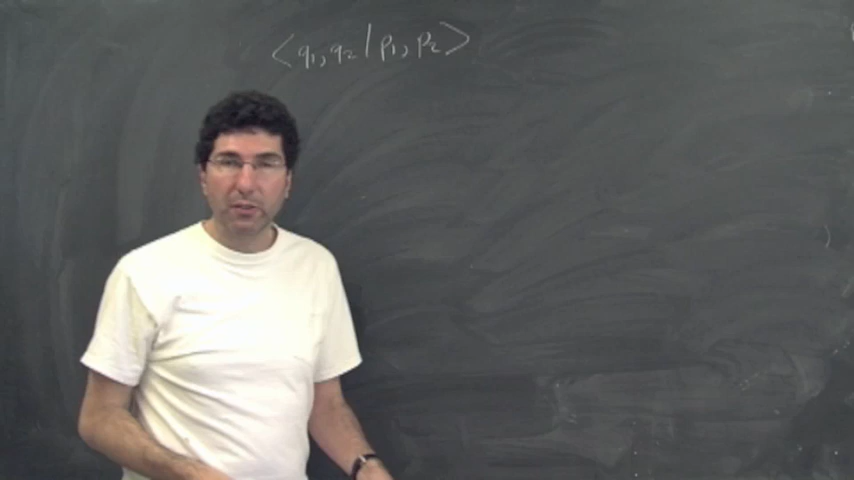 <q₁, q₂ | p₁, p₂>